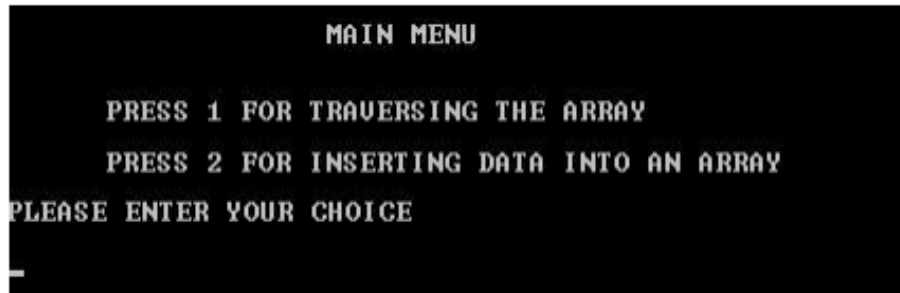 MAIN MENU
PRESS 1 FOR TRAVERSING THE ARRAY
PRESS 2 FOR INSERTING DATA INTO AN ARRAY
PLEASE ENTER YOUR CHOICE